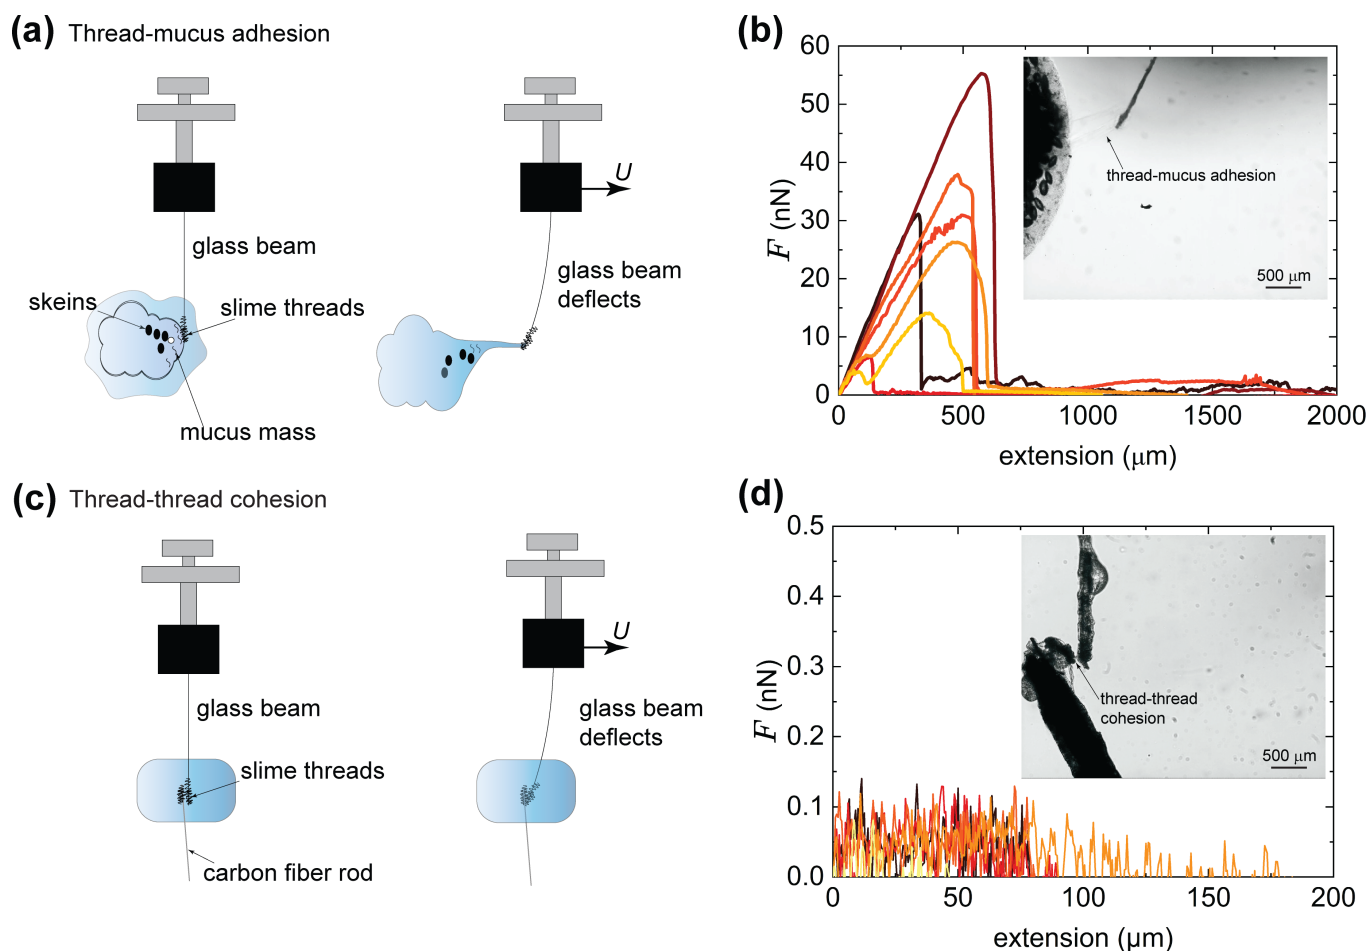 (a) Thread-mucus adhesion
U
glass beam
skeins
slime threads
mucus mass
glass beam
deflects
(b)
60
50
40
30
20
10
0
F (nN)
0 500 1000 1500 2000
extension (μm)
thread-mucus adhesion
500 μm
(c) Thread-thread cohesion
U
glass beam
slime threads
carbon fiber rod
glass beam
deflects
(d)
0.5
0.4
0.3
0.2
0.1
0.0
F (nN)
0 50 100 150 200
extension (μm)
thread-thread
cohesion
500 μm